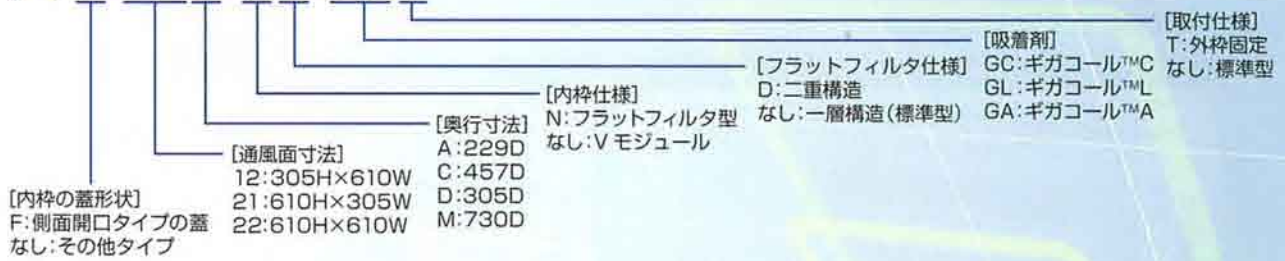 [取付仕様]
T:外枠固定
なし:標準型
[吸着剤]
GC:ギガコール™C
GL:ギガコール™L
GA:ギガコール™A
[フラットフィルタ仕様]
D:二重構造
なし:一層構造(標準型)
[内枠仕様]
N:フラットフィルタ型
なし:V モジュール
[奥行寸法]
A:229D
C:457D
D:305D
M:730D
[通風面寸法]
12:305H×610W
21:610H×305W
22:610H×610W
[内枠の蓋形状]
F:側面開口タイプの蓋
なし:その他タイプ